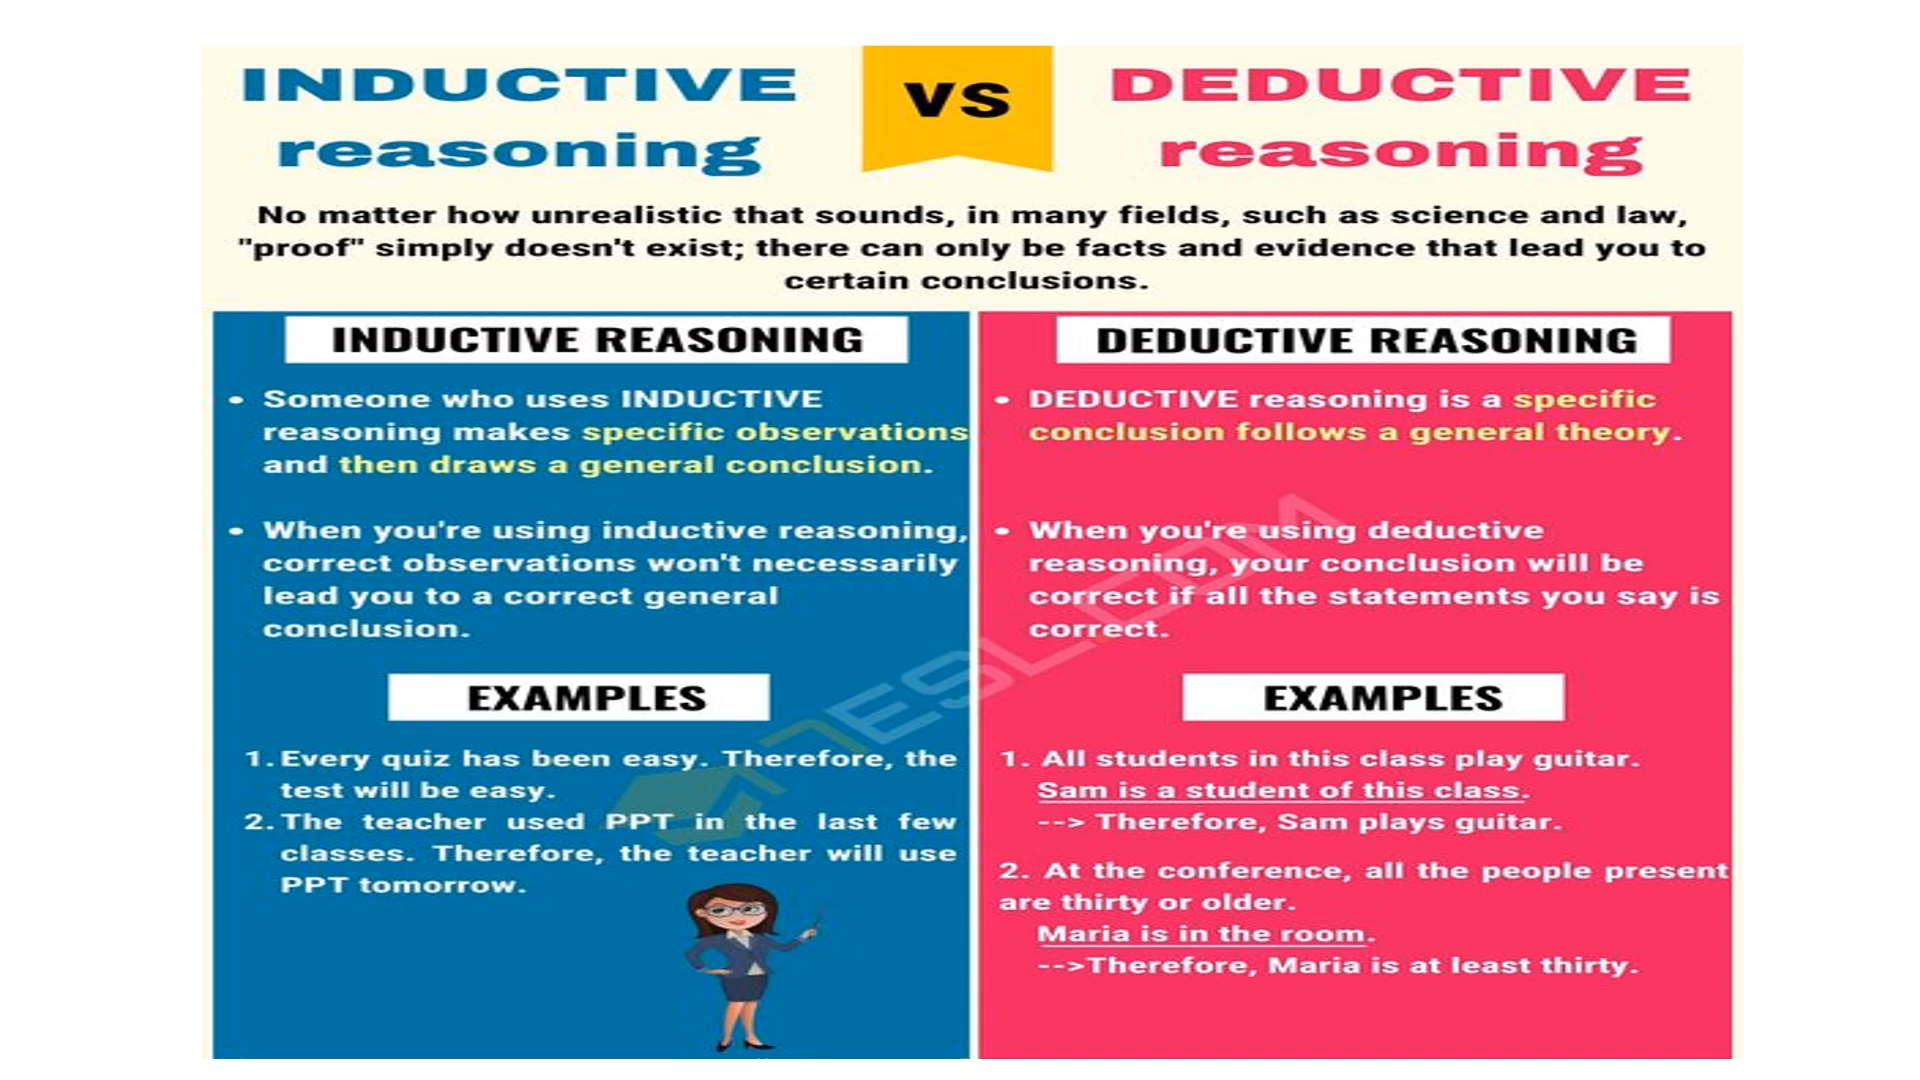 INDUCTIVE
reasoning
VS
DEDUCTIVE
reasoning
No matter how unrealistic that sounds, in many fields, such as science and law,
"proof" simply doesn't exist; there can only be facts and evidence that lead you to
certain conclusions.
INDUCTIVE REASONING
• Someone who uses INDUCTIVE
reasoning makes specific observations
and then draws a general conclusion.
• When you're using inductive reasoning,
correct observations won't necessarily
lead you to a correct general
conclusion.
EXAMPLES
1. Every quiz has been easy. Therefore, the
test will be easy.
2. The teacher used PPT in the last few
classes. Therefore, the teacher will use
PPT tomorrow.
DEDUCTIVE REASONING
• DEDUCTIVE reasoning is a specific
conclusion follows a general theory.
• When you're using deductive
reasoning, your conclusion will be
correct if all the statements you say is
correct.
EXAMPLES
1. All students in this class play guitar.
Sam is a student of this class.
--> Therefore, Sam plays guitar.
2. At the conference, all the people present
are thirty or older.
Maria is in the room.
-->Therefore, Maria is at least thirty.
7ESL.COM